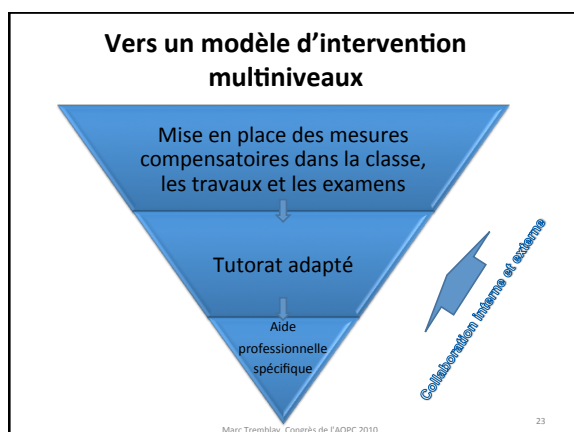 Vers un modèle d'intervention
multiniveaux
Mise en place des mesures
compensatoires dans la classe,
les travaux et les examens
Tutorat adapté
Aide
professionnelle
spécifique
Collaboration interne et externe
Marc Tremblay, Congrès de l'AQPC 2010
23